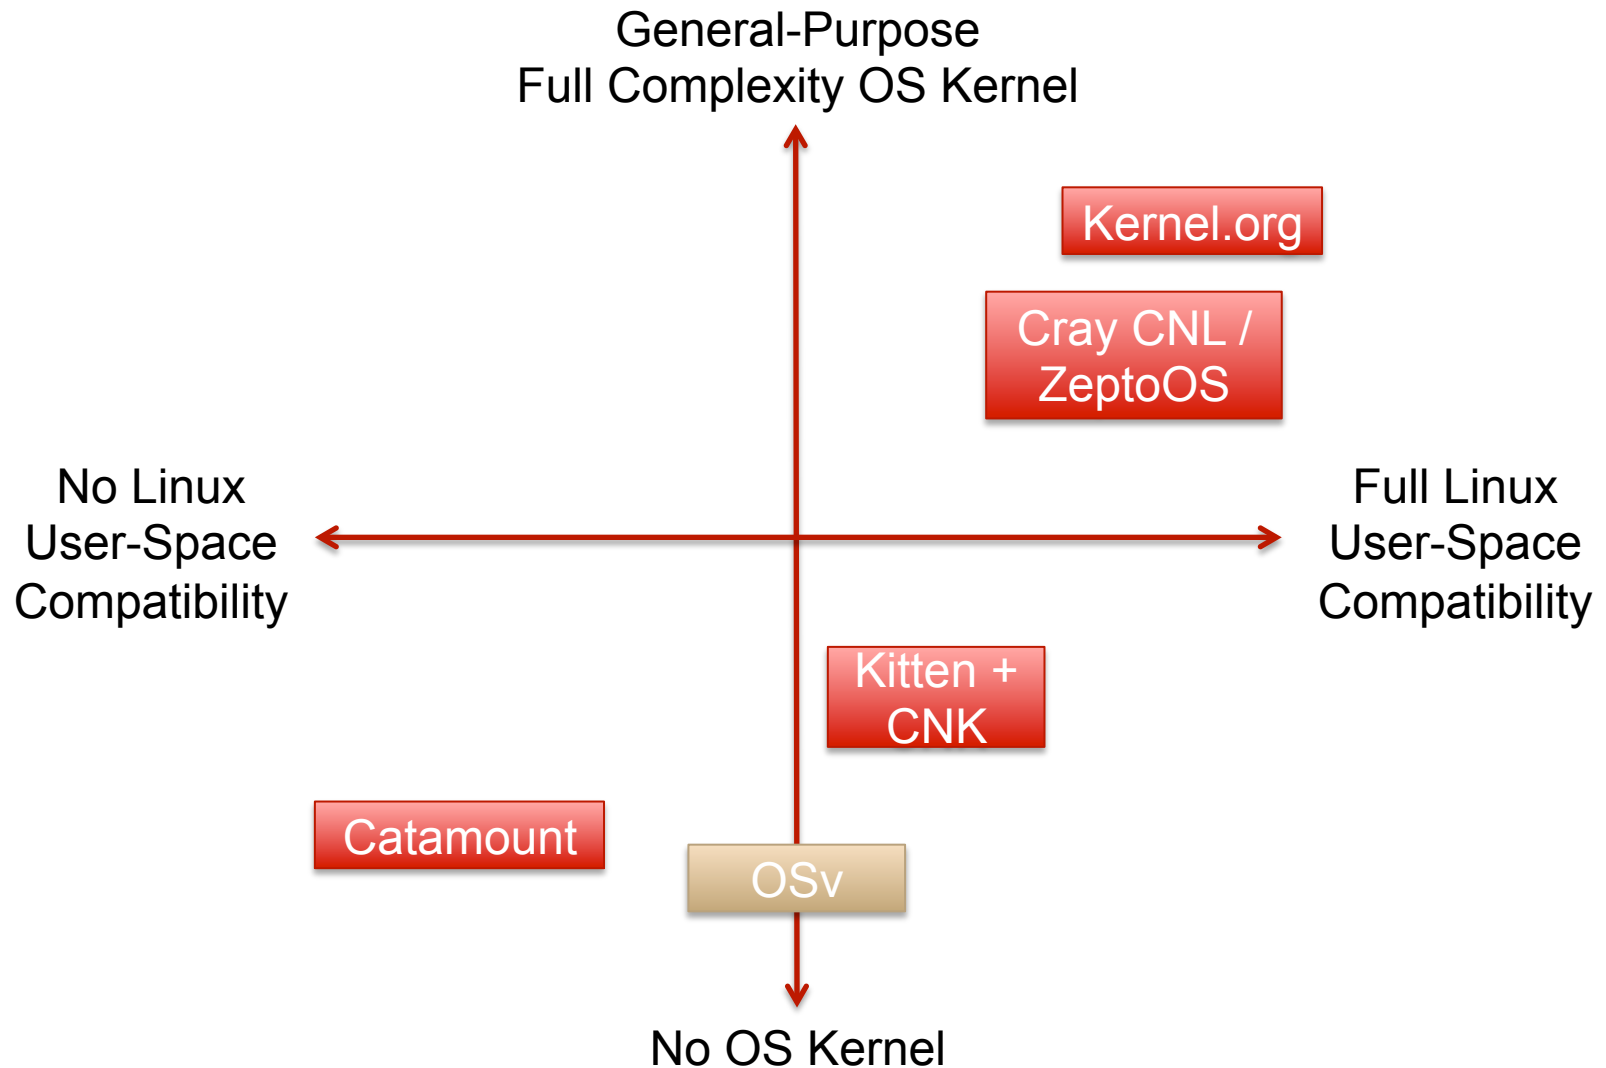 General-Purpose
Full Complexity OS Kernel
Kernel.org
Cray CNL /
ZeptoOS
No Linux
User-Space
Compatibility
Full Linux
User-Space
Compatibility
Kitten +
CNK
Catamount
OSv
No OS Kernel